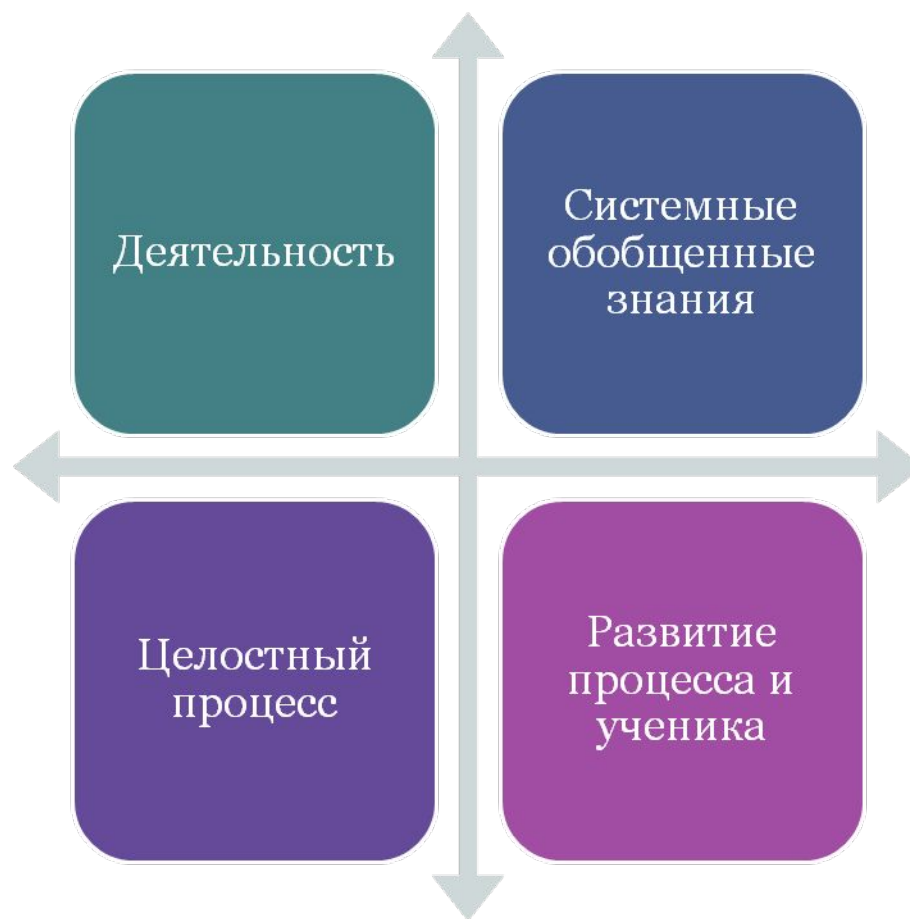 Деятельность
Системные
обобщенные
знания
Целостный
процесс
Развитие
процесса и
ученика